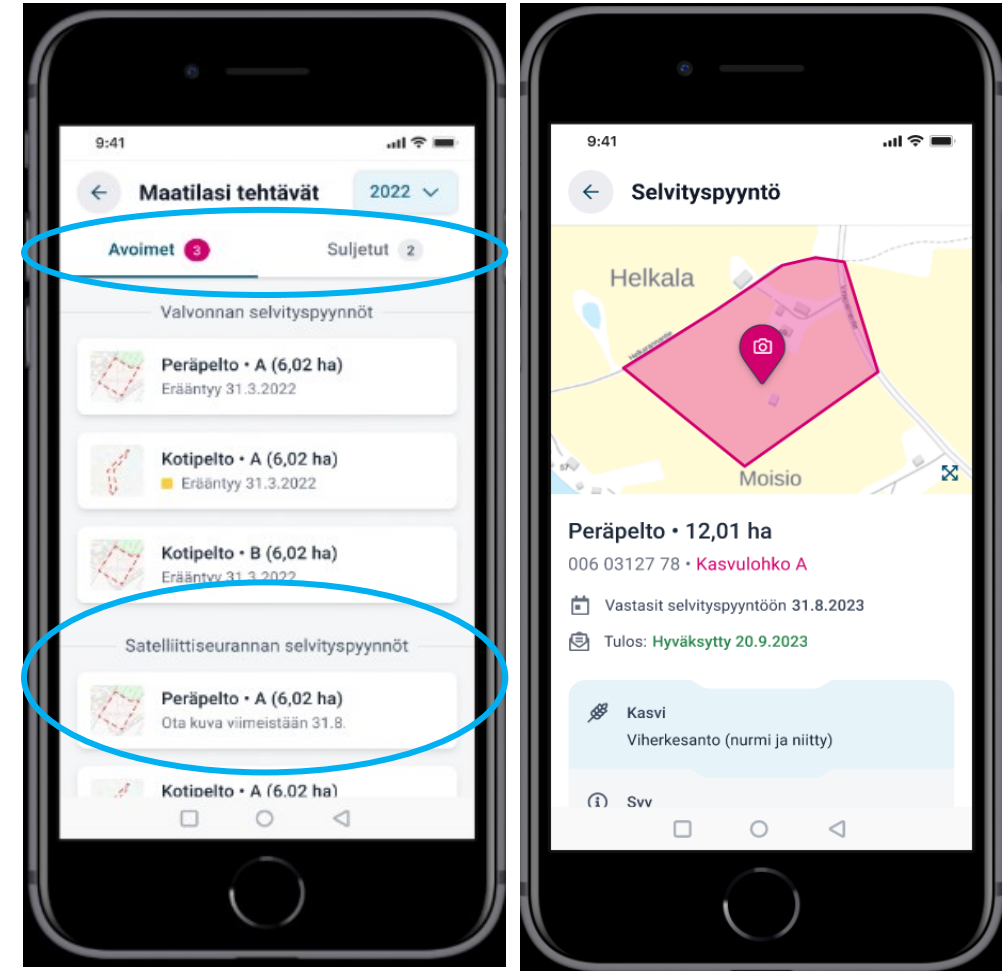 9:41
Maatilasi tehtävät
2022
Avoimet 3
Suljetut 2
Valvonnan selvityspyynnöt
Peräpelto • A (6,02 ha)
Erääntyy 31.3.2022
Kotipelto • A (6,02 ha)
Erääntyy 31.3.2022
Kotipelto • B (6,02 ha)
Erääntyy 31.3.2022
Satelliittiseurannan selvityspyynnöt
Peräpelto • A (6,02 ha)
Ota kuva viimeistään 31.8.
Kotipelto • A (6,02 ha)
9:41
Selvityspyyntö
Helkala
Moisio
57
Peräpelto • 12,01 ha
006 03127 78 • Kasvulohko A
Vastasit selvityspyyntöön 31.8.2023
Tulos: Hyväksytty 20.9.2023
Kasvi
Viherkesanto (nurmi ja niitty)
Syy